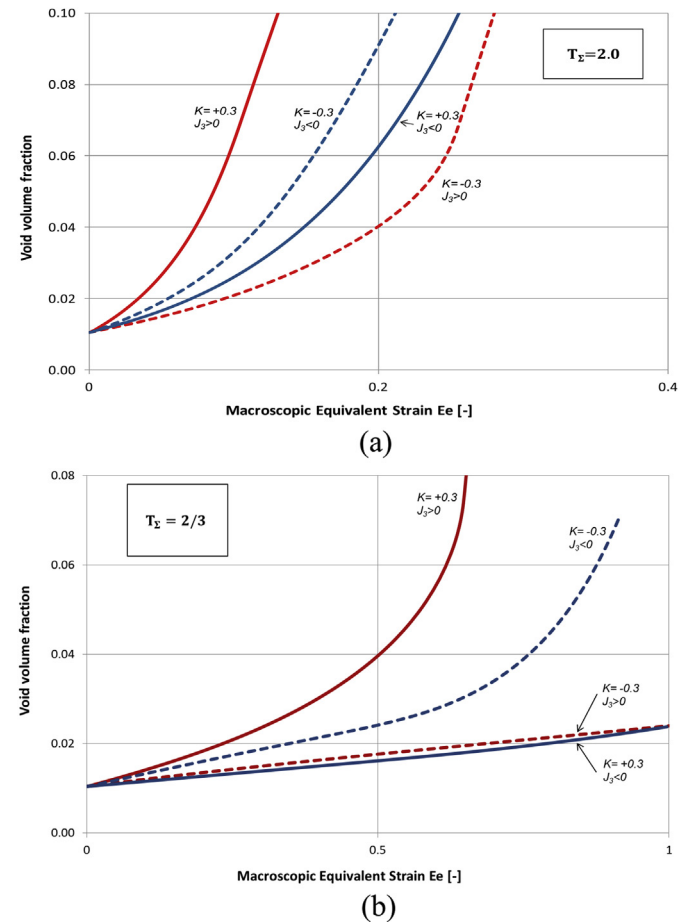 0.10
T_Σ=2.0
0.08
K= +0.3
J₃>0
K= -0.3
J₃<0
K= +0.3
J₃<0
0.06
K= -0.3
J₃>0
0.04
0.02
0.00
Void volume fraction
0 0.2 0.4
Macroscopic Equivalent Strain Ee [-]
(a)
0.08
T_Σ = 2/3
K= +0.3
J₃>0
K= -0.3
J₃<0
0.06
0.04
K= -0.3
J₃>0
0.02
K= +0.3
J₃<0
0.00
Void volume fraction
0 0.5 1
Macroscopic Equivalent Strain Ee [-]
(b)